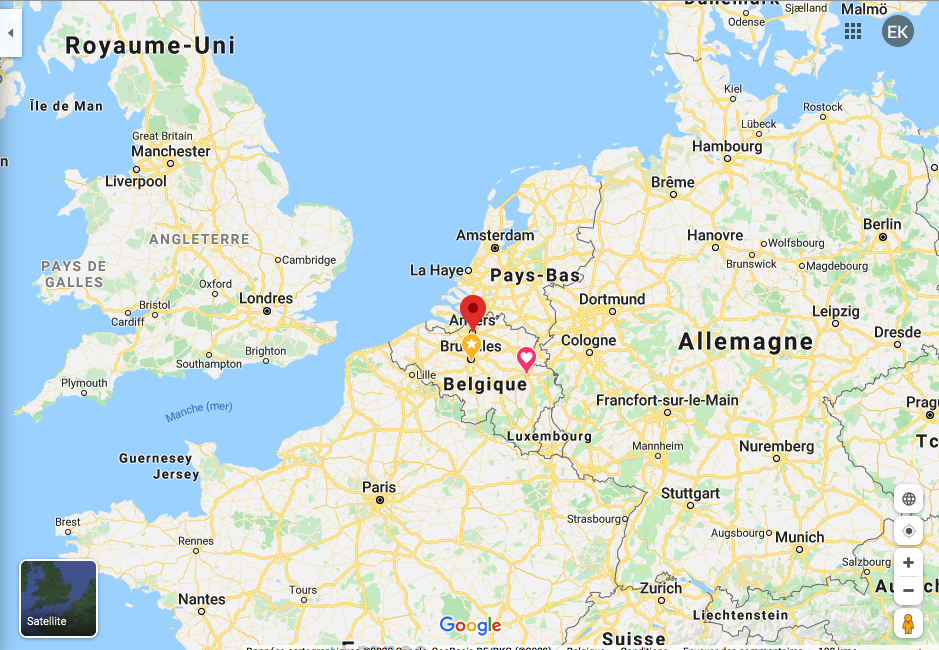 Danemark
Sjælland
Malmö
Odense
EK
Royaume-Uni
Île de Man
Kiel
Rostock
Lübeck
Great Britain
Manchester
Hambourg
Liverpool
Brême
Berlin
Amsterdam
Hanovre
ANGLETERRE
Wolfsburg
Cambridge
Brunswick
Magdebourg
PAYS DE
GALLES
La Haye
Pays-Bas
Oxford
Londres
Dortmund
Bristol
Leipzig
Cardiff
Anvers
Dresde
Bruxelles
Cologne
Allemagne
Brighton
Southampton
Lille
Plymouth
Belgique
Francfort-sur-le-Main
Manche (mer)
Luxembourg
Mannheim
Nuremberg
Guernesey
Jersey
Paris
Stuttgart
Strasbourg
Brest
Augsbourg
Munich
Rennes
Salzbourg
Tours
Zurich
Nantes
Liechtenstein
Satellite
Google
Suisse